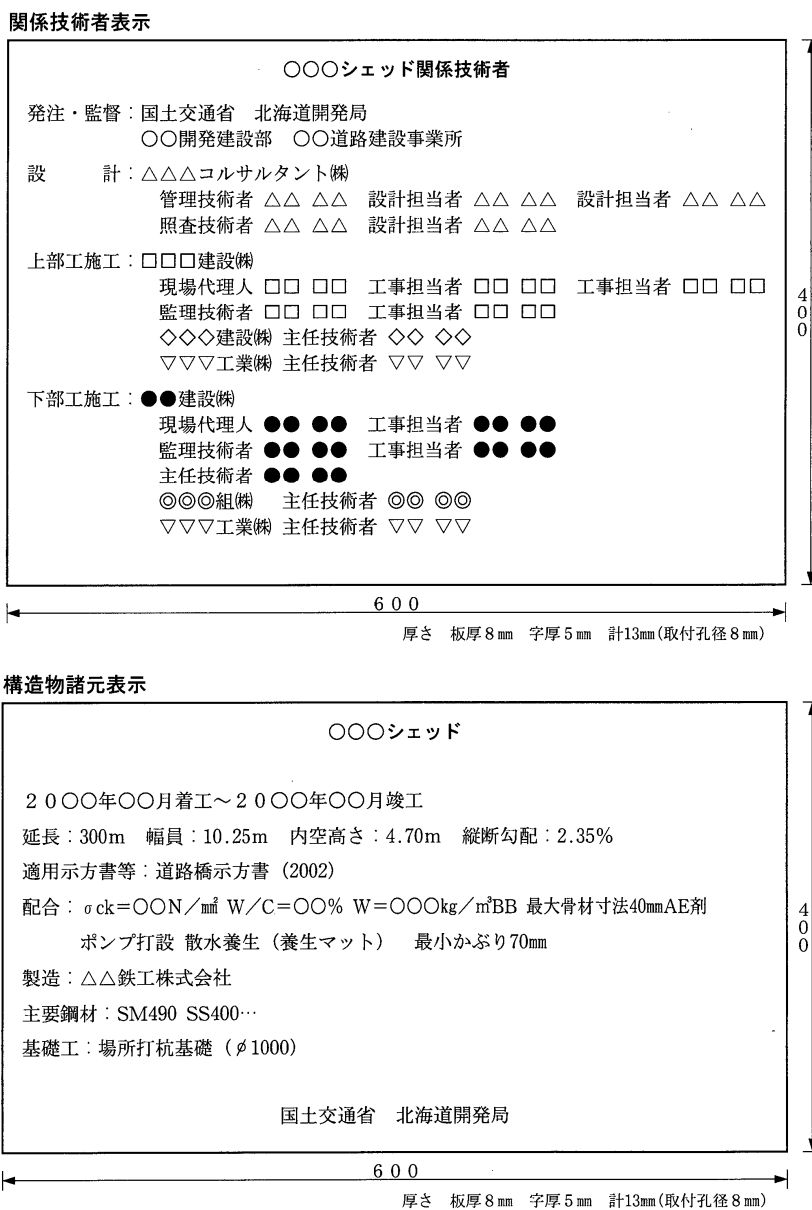 関係技術者表示
○○○シェッド関係技術者
発注・監督：国土交通省　北海道開発局
○○開発建設部　○○道路建設事業所
設　　計：△△△コルサルタント㈱
管理技術者 △△ △△　設計担当者 △△ △△　設計担当者 △△ △△
照査技術者 △△ △△　設計担当者 △△ △△
上部工施工：□□□建設㈱
現場代理人 □□ □□　工事担当者 □□ □□　工事担当者 □□ □□
監理技術者 □□ □□　工事担当者 □□ □□
◇◇◇建設㈱ 主任技術者 ◇◇ ◇◇
▽▽▽工業㈱ 主任技術者 ▽▽ ▽▽
下部工施工：●●建設㈱
現場代理人 ●● ●●　工事担当者 ●● ●●
監理技術者 ●● ●●　工事担当者 ●● ●●
主任技術者 ●● ●●
◎◎◎組㈱　主任技術者 ◎◎ ◎◎
▽▽▽工業㈱ 主任技術者 ▽▽ ▽▽
400
600
厚さ　板厚8㎜　字厚5㎜　計13㎜(取付孔径8㎜)
構造物諸元表示
○○○シェッド
20○○年○○月着工～20○○年○○月竣工
延長：300m　幅員：10.25m　内空高さ：4.70m　縦断勾配：2.35%
適用示方書等：道路橋示方書（2002）
配合：σck＝○○N／㎟ W／C＝○○% W＝○○○㎏／㎥BB 最大骨材寸法40㎜AE剤
ポンプ打設 散水養生（養生マット）　最小かぶり70㎜
製造：△△鉄工株式会社
主要鋼材：SM490 SS400…
基礎工：場所打杭基礎（φ1000）
国土交通省　北海道開発局
400
600
厚さ　板厚8㎜　字厚5㎜　計13㎜(取付孔径8㎜)